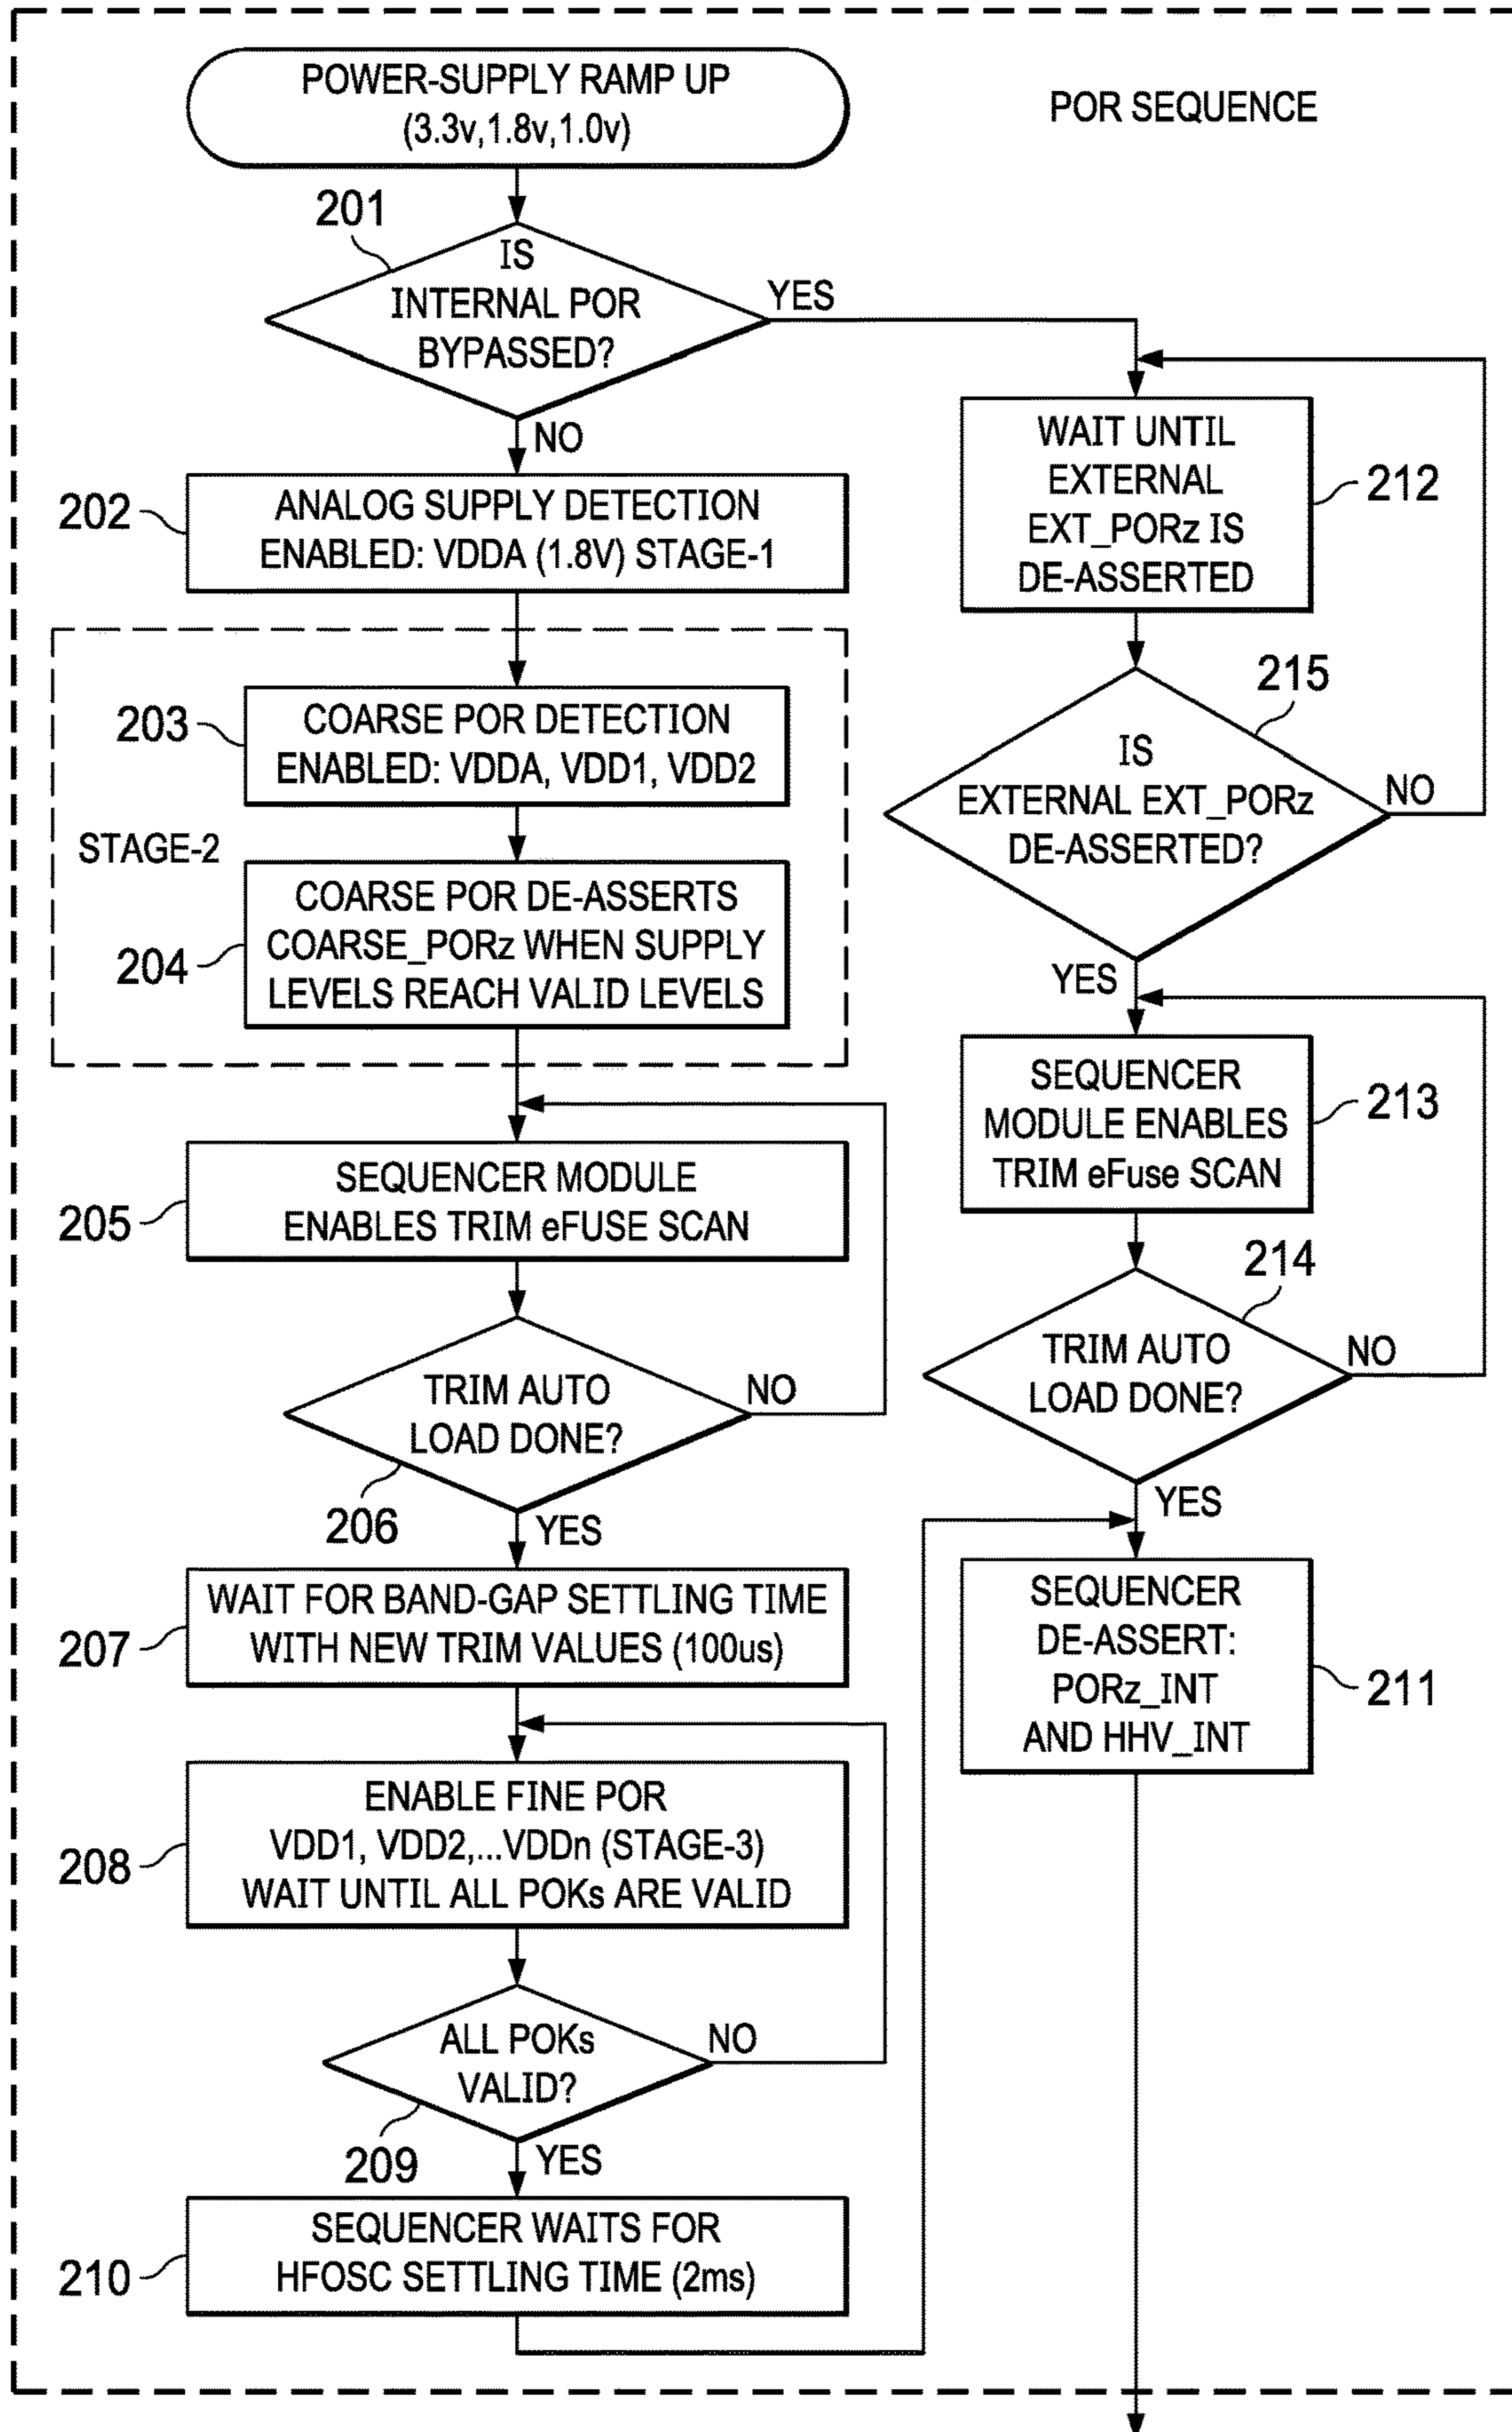 POWER-SUPPLY RAMP UP
(3.3v,1.8v,1.0v)
POR SEQUENCE
201
IS
INTERNAL POR
BYPASSED?
YES
NO
202
ANALOG SUPPLY DETECTION
ENABLED: VDDA (1.8V) STAGE-1
STAGE-2
203
COARSE POR DETECTION
ENABLED: VDDA, VDD1, VDD2
204
COARSE POR DE-ASSERTS
COARSE_PORz WHEN SUPPLY
LEVELS REACH VALID LEVELS
205
SEQUENCER MODULE
ENABLES TRIM eFUSE SCAN
TRIM AUTO
LOAD DONE?
NO
206
YES
207
WAIT FOR BAND-GAP SETTLING TIME
WITH NEW TRIM VALUES (100us)
208
ENABLE FINE POR
VDD1, VDD2,...VDDn (STAGE-3)
WAIT UNTIL ALL POKs ARE VALID
ALL POKs
VALID?
NO
209
YES
210
SEQUENCER WAITS FOR
HFOSC SETTLING TIME (2ms)
WAIT UNTIL
EXTERNAL
EXT_PORz IS
DE-ASSERTED
212
215
IS
EXTERNAL EXT_PORz
DE-ASSERTED?
NO
YES
SEQUENCER
MODULE ENABLES
TRIM eFuse SCAN
213
214
TRIM AUTO
LOAD DONE?
NO
YES
SEQUENCER
DE-ASSERT:
PORz_INT
AND HHV_INT
211